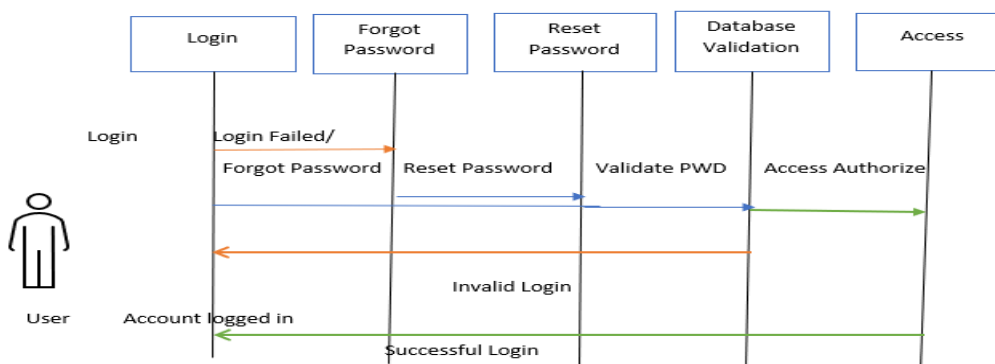 Login
Forgot
Password
Reset
Password
Database
Validation
Access
Login
Login Failed/
Forgot Password
Reset Password
Validate PWD
Access Authorize
Invalid Login
User
Account logged in
Successful Login